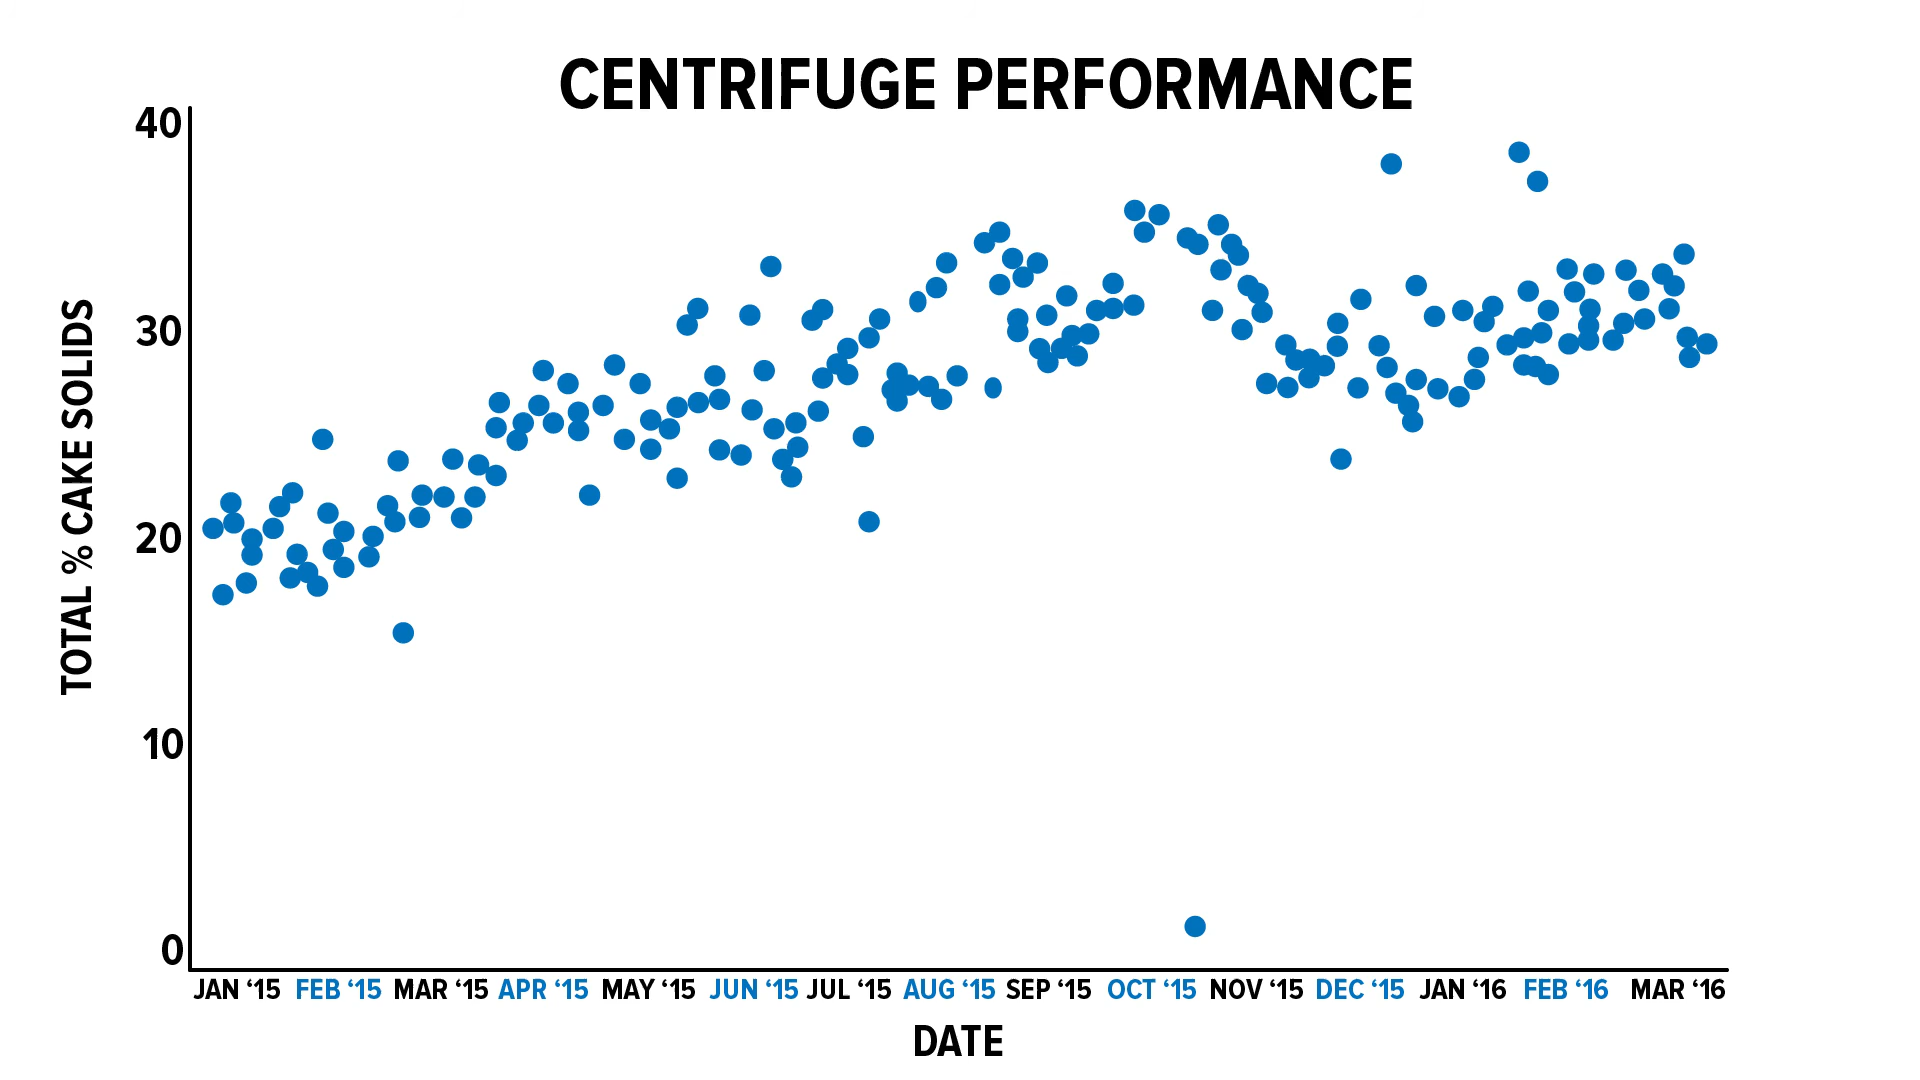 CENTRIFUGE PERFORMANCE
40
30
20
10
0
TOTAL % CAKE SOLIDS
JAN ‘15 FEB ‘15 MAR ‘15 APR ‘15 MAY ‘15 JUN ‘15 JUL ‘15 AUG ‘15 SEP ‘15 OCT ‘15 NOV ‘15 DEC ‘15 JAN ‘16 FEB ‘16 MAR ‘16
DATE